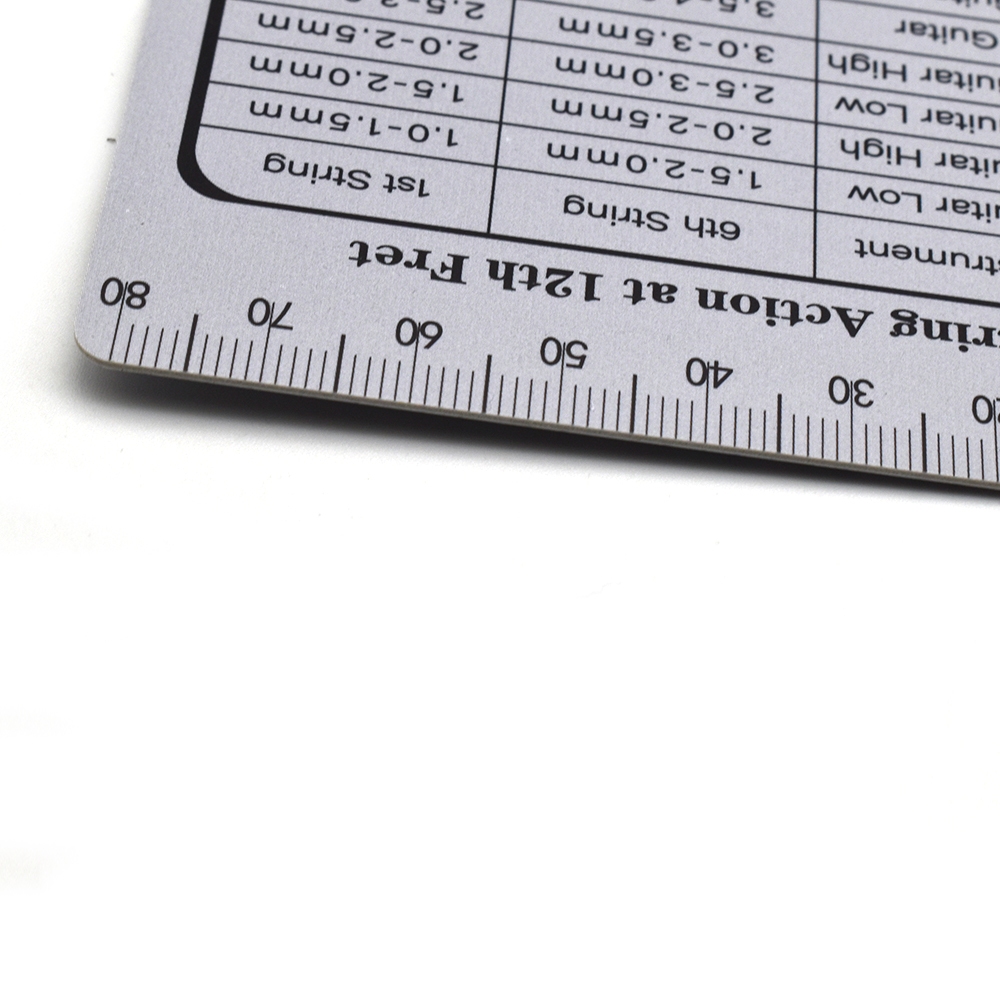 30 40 50 60 70 80
ring Action at 12th Fret
trument 6th String 1st String
itar Low 1.5-2.0mm 1.0-1.5mm
itar High 2.0-2.5mm 1.5-2.0mm
uitar Low 2.5-3.0mm 2.0-2.5mm
uitar High 3.0-3.5mm
Guitar